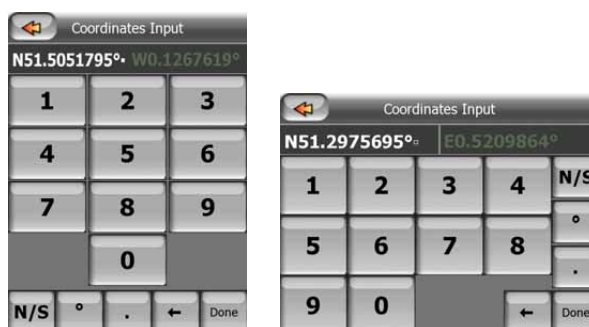 Coordinates Input
N51.5051795° W0.1267619°
1 2 3
4 5 6
7 8 9
0
N/S ° . ← Done
Coordinates Input
N51.2975695° E0.5209864°
1 2 3 4 N/S
5 6 7 8 °
.
9 0 ← Done